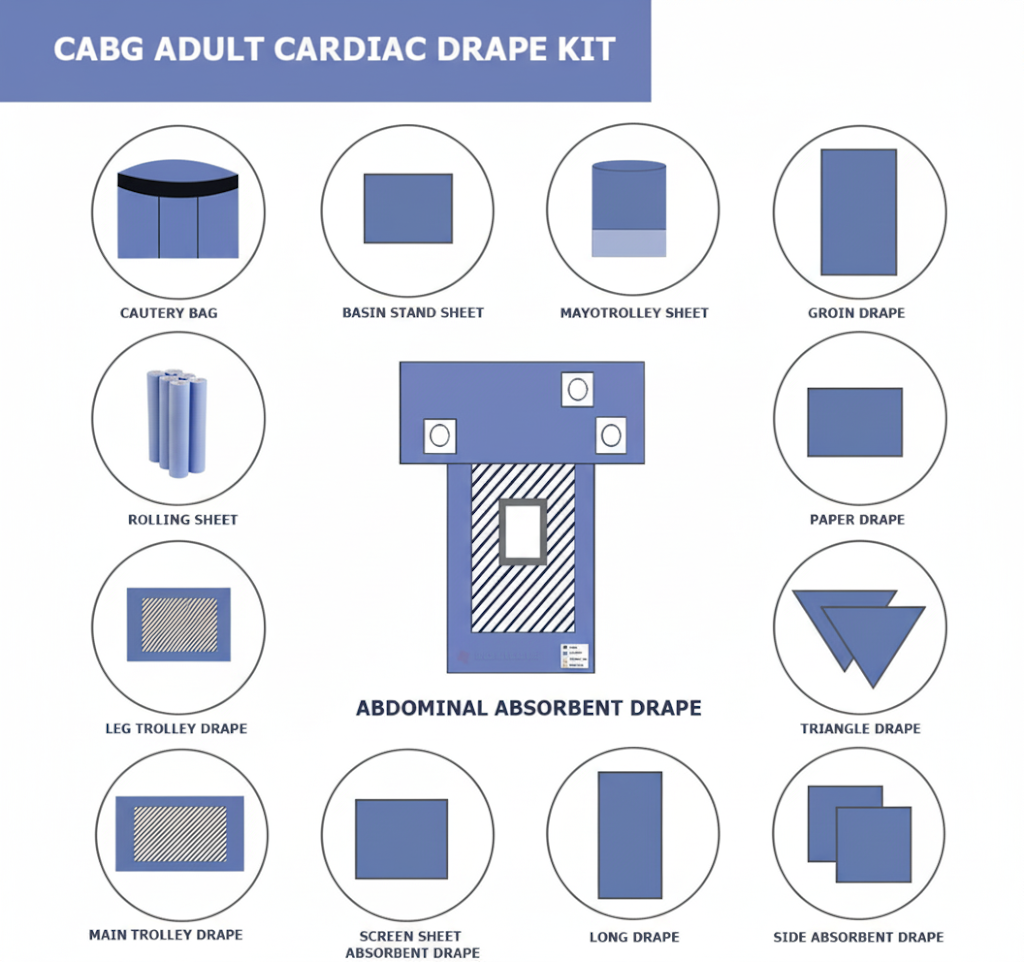 CABG ADULT CARDIAC DRAPE KIT
CAUTERY BAG
BASIN STAND SHEET
MAYOTROLLEY SHEET
GROIN DRAPE
ROLLING SHEET
PAPER DRAPE
LEG TROLLEY DRAPE
ABDOMINAL ABSORBENT DRAPE
TRIANGLE DRAPE
MAIN TROLLEY DRAPE
SCREEN SHEET
ABSORBENT DRAPE
LONG DRAPE
SIDE ABSORBENT DRAPE